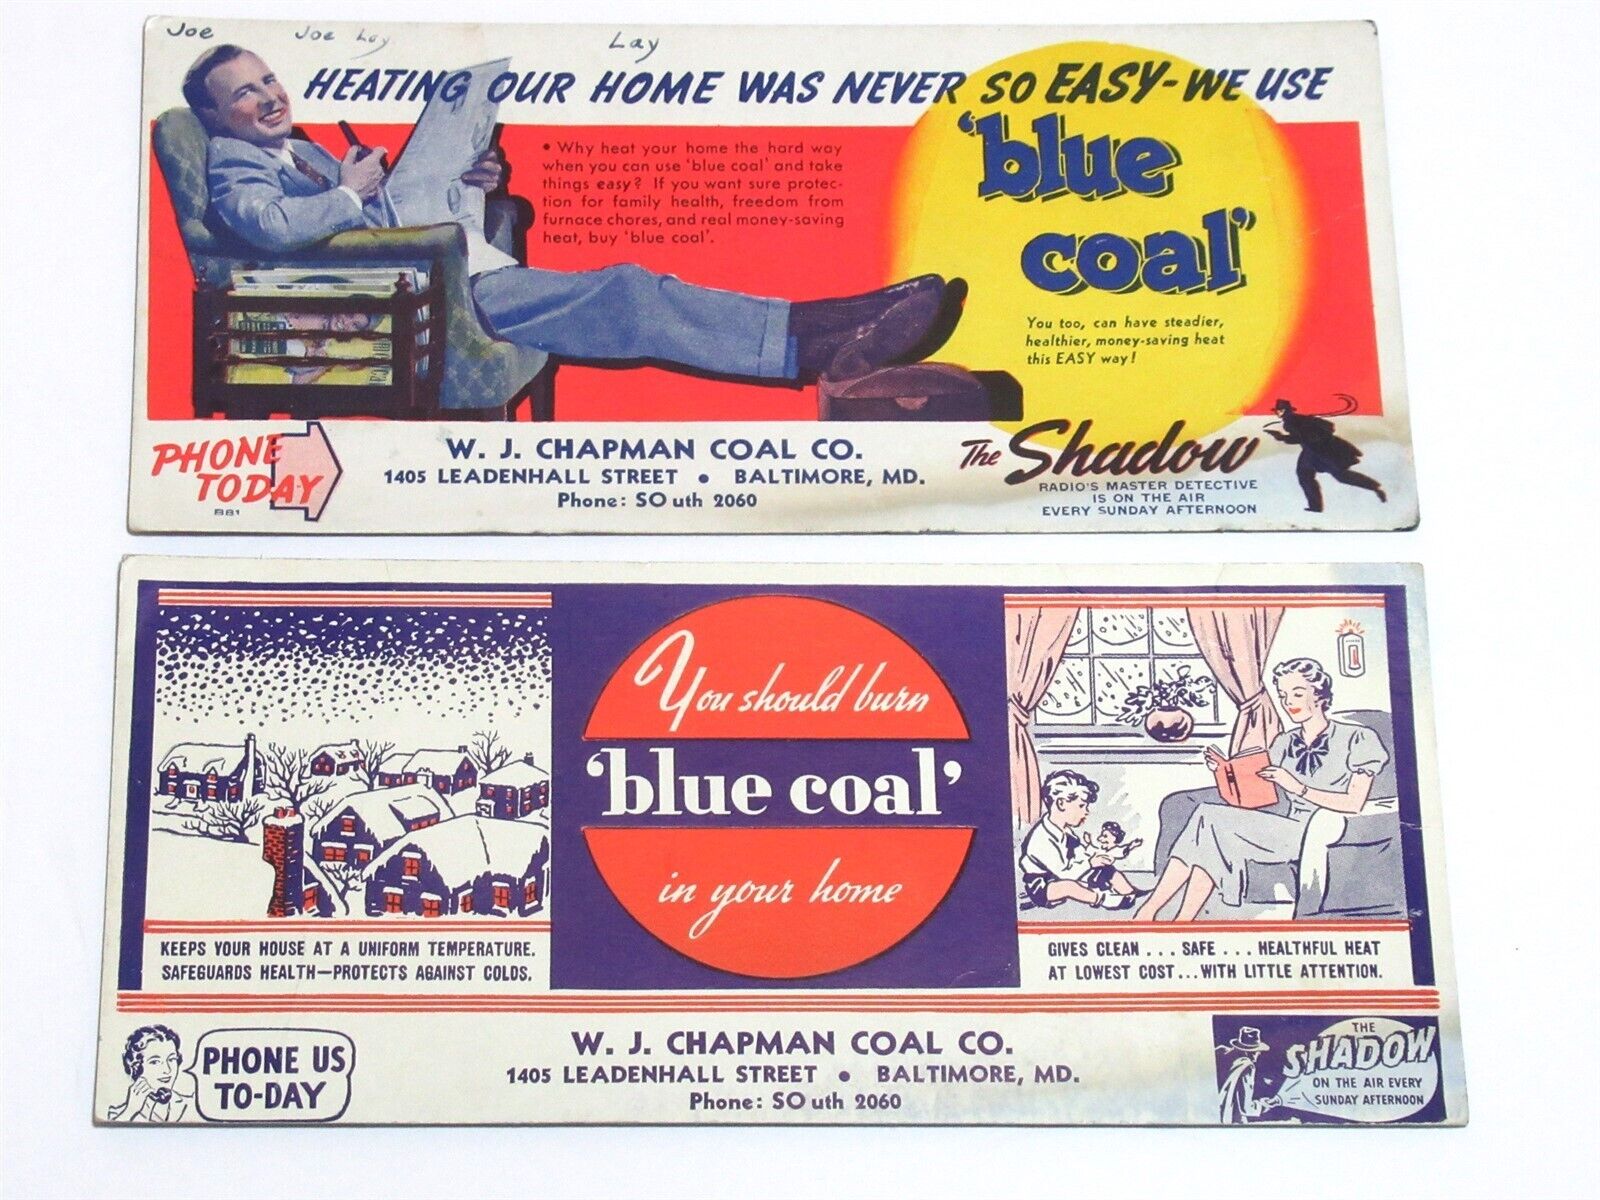 Joe Joe Lay Lay
HEATING OUR HOME WAS NEVER SO EASY-WE USE
'blue
coal'
• Why heat your home the hard way
when you can use 'blue coal' and take
things easy? If you want sure protec-
tion for family health, freedom from
furnace chores, and real money-saving
heat, buy 'blue coal'.
You too, can have steadier,
healthier, money-saving heat
this EASY way!
PHONE
TODAY
BB1
W. J. CHAPMAN COAL CO.
1405 LEADENHALL STREET • BALTIMORE, MD.
Phone: SO uth 2060
The Shadow
RADIO'S MASTER DETECTIVE
IS ON THE AIR
EVERY SUNDAY AFTERNOON
You should burn
'blue coal'
in your home
KEEPS YOUR HOUSE AT A UNIFORM TEMPERATURE.
SAFEGUARDS HEALTH—PROTECTS AGAINST COLDS.
GIVES CLEAN . . . SAFE . . . HEALTHFUL HEAT
AT LOWEST COST . . . WITH LITTLE ATTENTION.
PHONE US
TO-DAY
W. J. CHAPMAN COAL CO.
1405 LEADENHALL STREET • BALTIMORE, MD.
Phone: SO uth 2060
THE
SHADOW
ON THE AIR EVERY
SUNDAY AFTERNOON